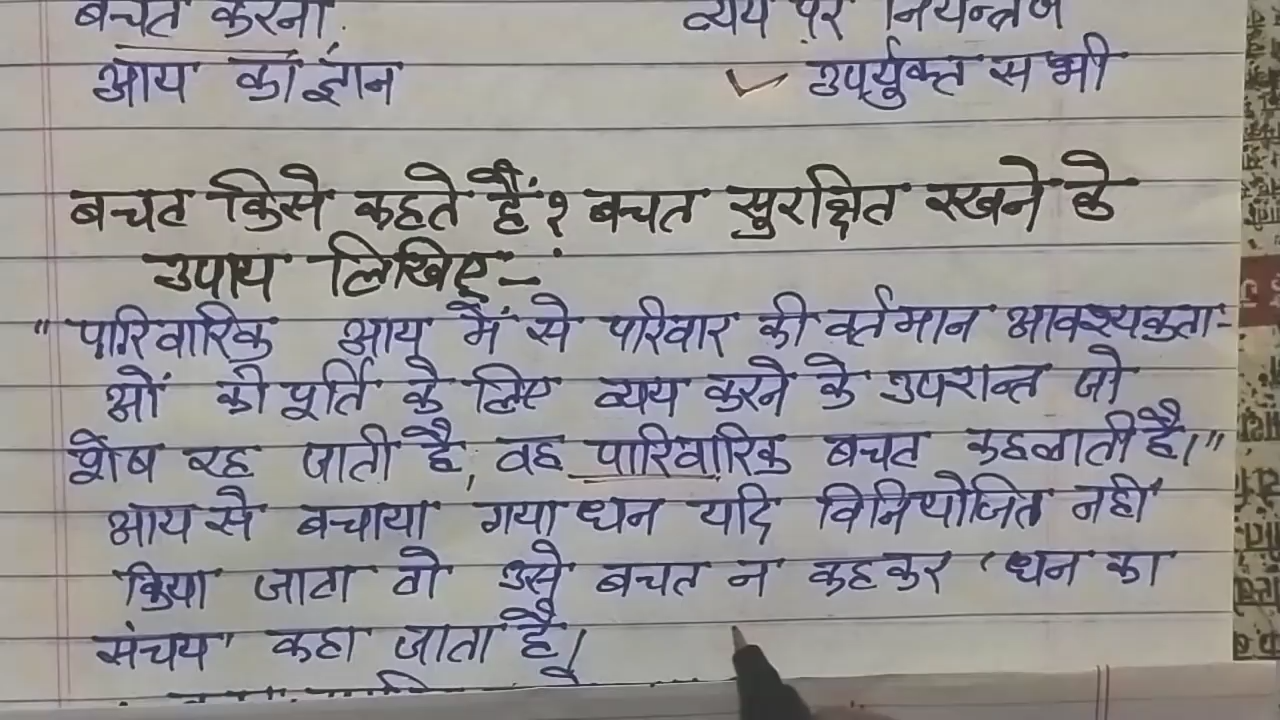 बचत करना. व्यय पर नियन्त्रण
आय का ज्ञान ✓ उपर्युक्त सभी
बचत किसे कहते हैं? बचत सुरक्षित रखने के
उपाय लिखिए-:
"पारिवारिक आय में से परिवार की वर्तमान आवश्यकता-
ओं की पूर्ति के लिए व्यय करने के उपरान्त जो
शेष रह जाती है, वह पारिवारिक बचत कहलाती है।"
आय से बचाया गया धन यदि विनियोजित नहीं
किया जाता तो उसे बचत न कहकर 'धन का
संचय' कहा जाता है।